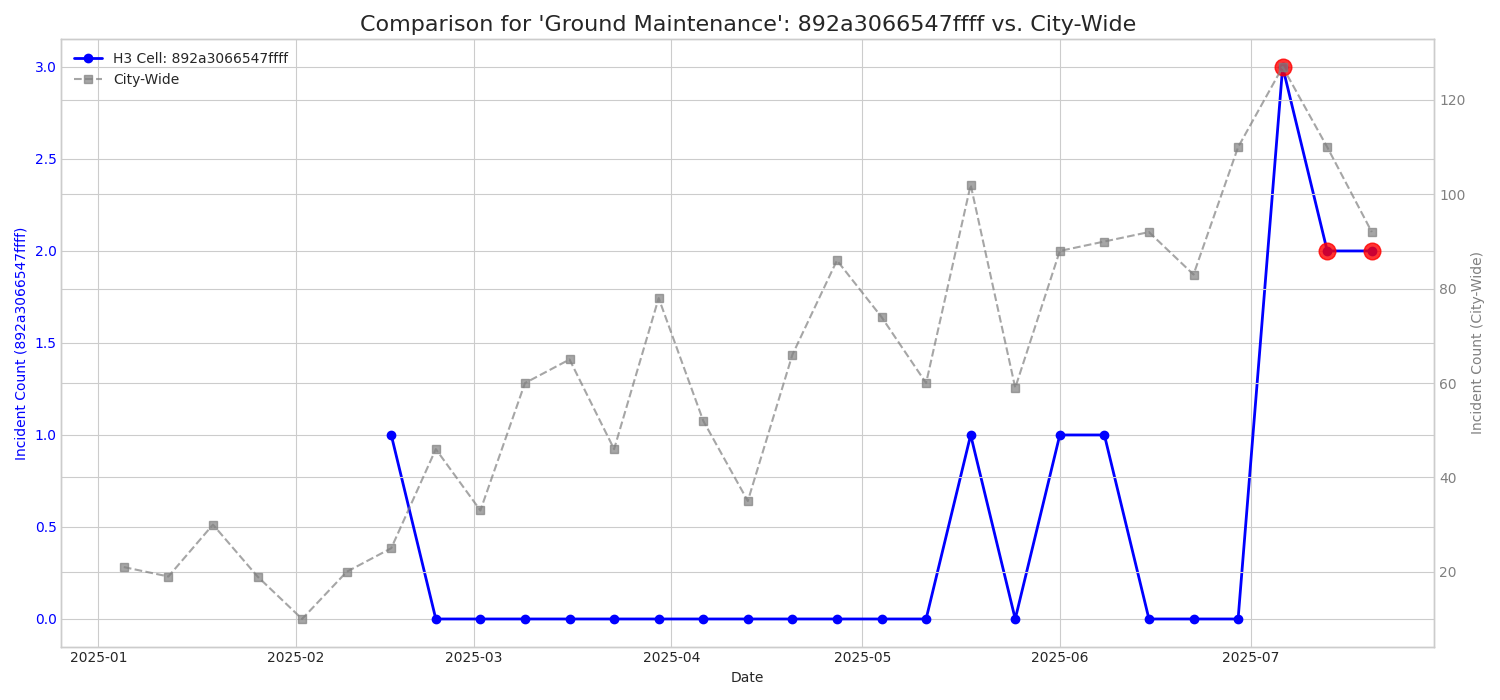 Comparison for 'Ground Maintenance': 892a3066547ffff vs. City-Wide
H3 Cell: 892a3066547ffff
City-Wide
3.0
2.5
2.0
1.5
1.0
0.5
0.0
Incident Count (892a3066547ffff)
120
100
80
60
40
20
Incident Count (City-Wide)
2025-01 2025-02 2025-03 2025-04 2025-05 2025-06 2025-07
Date